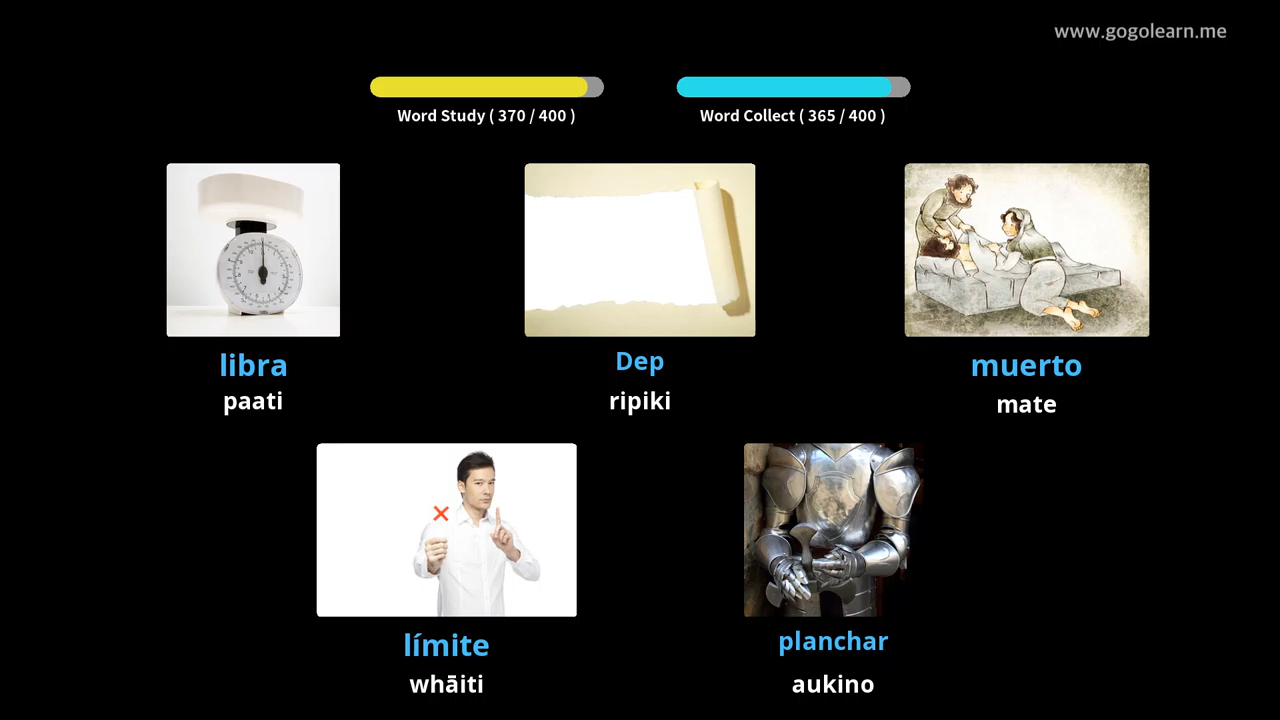 www.gogolearn.me
Word Study ( 370 / 400 )
Word Collect ( 365 / 400 )
libra
paati
Dep
ripiki
muerto
mate
límite
whāiti
planchar
aukino